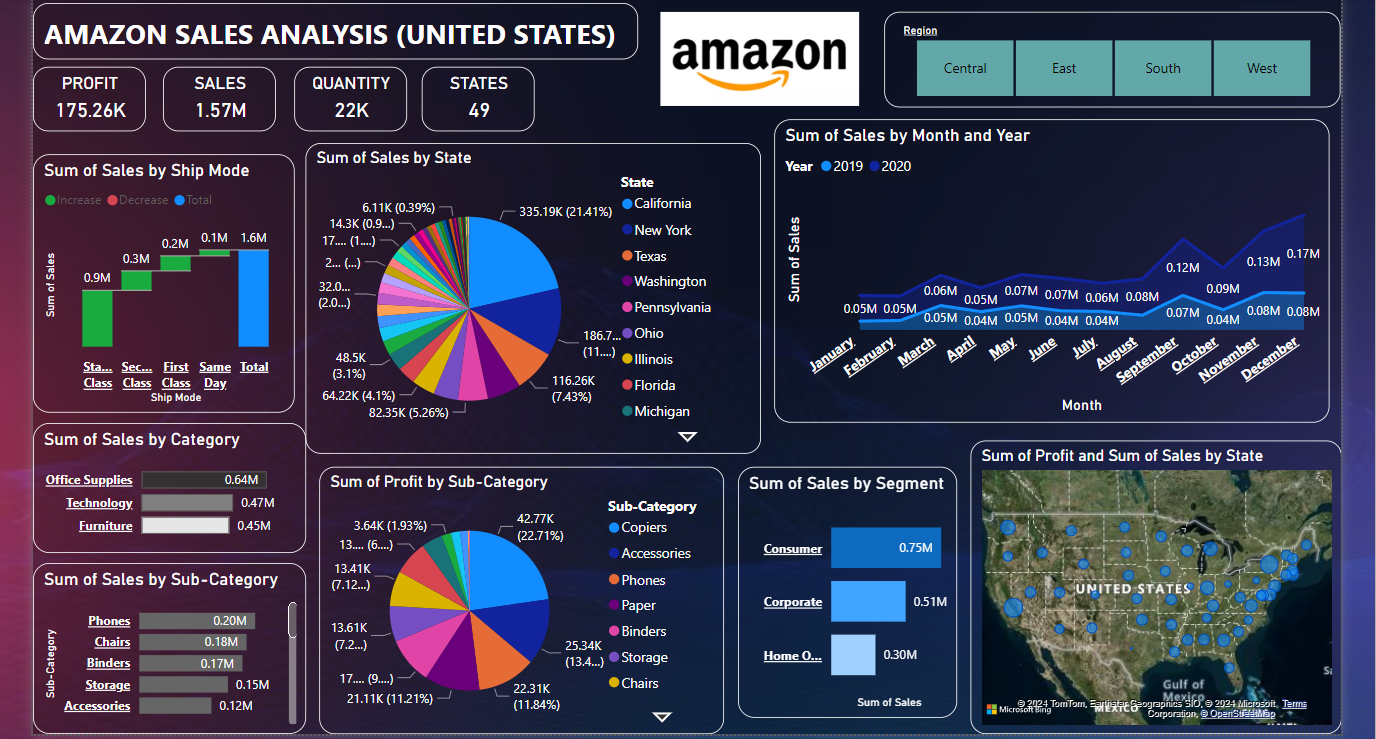 AMAZON SALES ANALYSIS (UNITED STATES)
amazon
Region
Central
East
South
West
PROFIT
175.26K
SALES
1.57M
QUANTITY
22K
STATES
49
Sum of Sales by Ship Mode
Increase
Decrease
Total
Sum of Sales
0.9M
0.3M
0.2M
0.1M
1.6M
Sta... Class
Sec... Class
First Class
Same Day
Total
Ship Mode
Sum of Sales by State
6.11K (0.39%)
14.3K (0.9...)
17.... (1....)
2... (...)
32.0... (2.0...)
48.5K (3.1%)
64.22K (4.1%)
82.35K (5.26%)
335.19K (21.41%)
186.7... (11....)
116.26K (7.43%)
State
California
New York
Texas
Washington
Pennsylvania
Ohio
Illinois
Florida
Michigan
Sum of Sales by Month and Year
Year
2019
2020
Sum of Sales
0.05M 0.05M 0.06M 0.05M 0.07M 0.07M 0.06M 0.08M 0.12M 0.09M 0.13M 0.17M
0.05M 0.04M 0.05M 0.04M 0.04M 0.07M 0.04M 0.08M 0.08M
January
February
March
April
May
June
July
August
September
October
November
December
Month
Sum of Sales by Category
Office Supplies 0.64M
Technology 0.47M
Furniture 0.45M
Sum of Sales by Sub-Category
Sub-Category
Phones 0.20M
Chairs 0.18M
Binders 0.17M
Storage 0.15M
Accessories 0.12M
Sum of Profit by Sub-Category
3.64K (1.93%)
13.... (6....)
13.41K (7.12...)
13.61K (7.2...)
17.... (9....)
21.11K (11.21%)
42.77K (22.71%)
25.34K (13.4...)
22.31K (11.84%)
Sub-Category
Copiers
Accessories
Phones
Paper
Binders
Storage
Chairs
Sum of Sales by Segment
Consumer 0.75M
Corporate 0.51M
Home O... 0.30M
Sum of Sales
Sum of Profit and Sum of Sales by State
UNITED STATES
Gulf of
Mexico
MEXICO
Sa
Microsoft Bing
© 2024 TomTom, Earthstar Geographics SIO, © 2024 Microsoft, Terms
Corporation, © OpenStreetMap